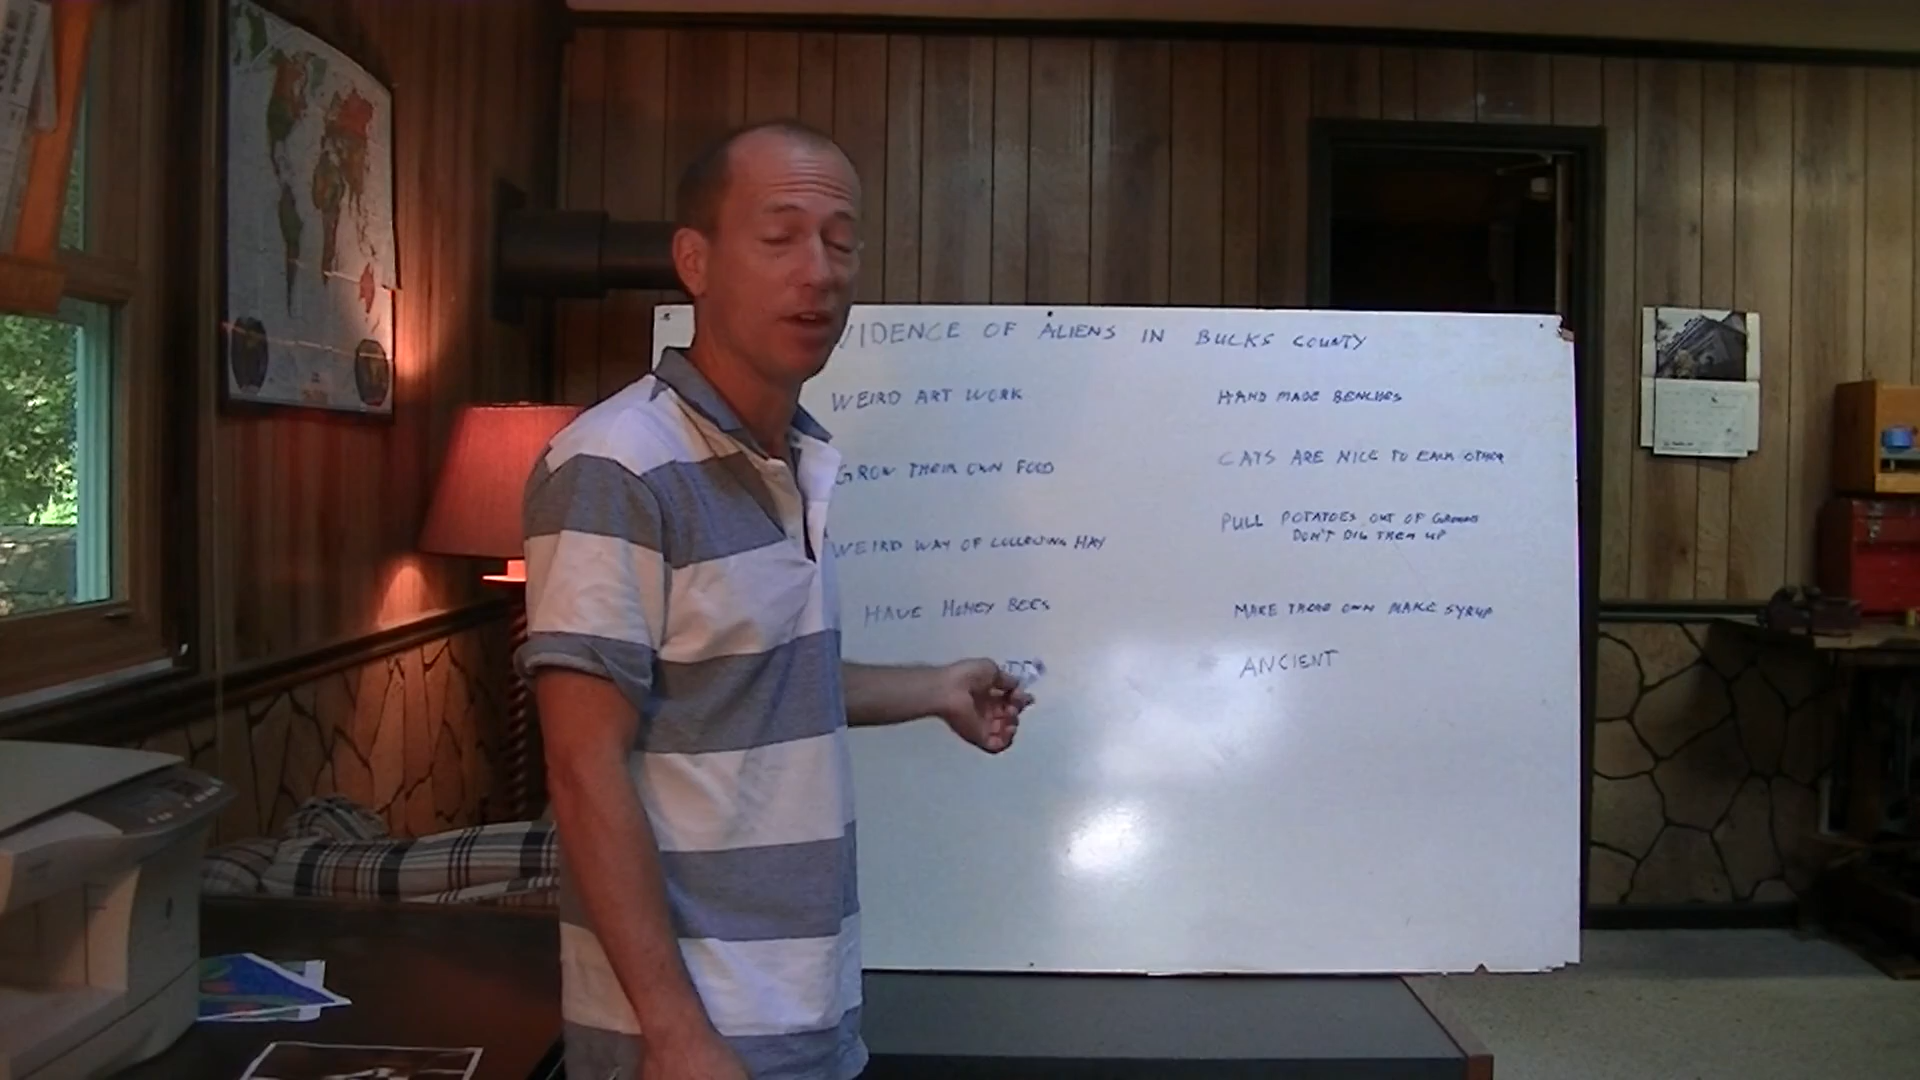 VIDENCE OF ALIENS IN BUCKS COUNTY
WEIRD ART WORK
GROW THEIR OWN FOOD
WEIRD WAY OF COLLECTING HAY
HAVE HONEY BEES
HAND MADE BENCHES
CATS ARE NICE TO EACH OTHER
PULL POTATOES OUT OF GROUND
DON'T DIG THEM UP
MAKE THEIR OWN MAKE SYRUP
ANCIENT